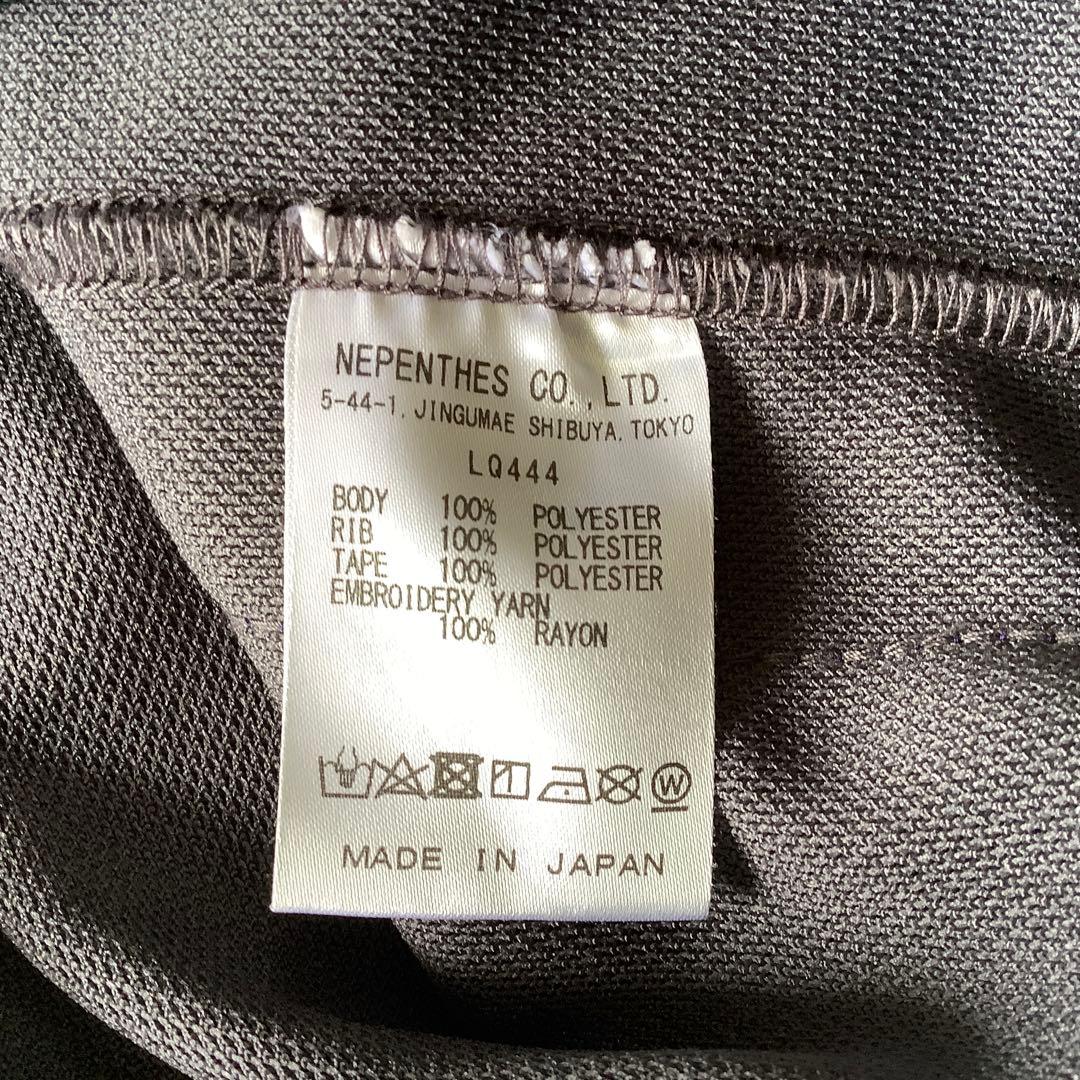 NEPENTHES CO.,LTD.
5-44-1, JINGUMAE SHIBUYA, TOKYO
LQ444
BODY 100% POLYESTER
RIB 100% POLYESTER
TAPE 100% POLYESTER
EMBROIDERY YARN
100% RAYON
W
MADE IN JAPAN